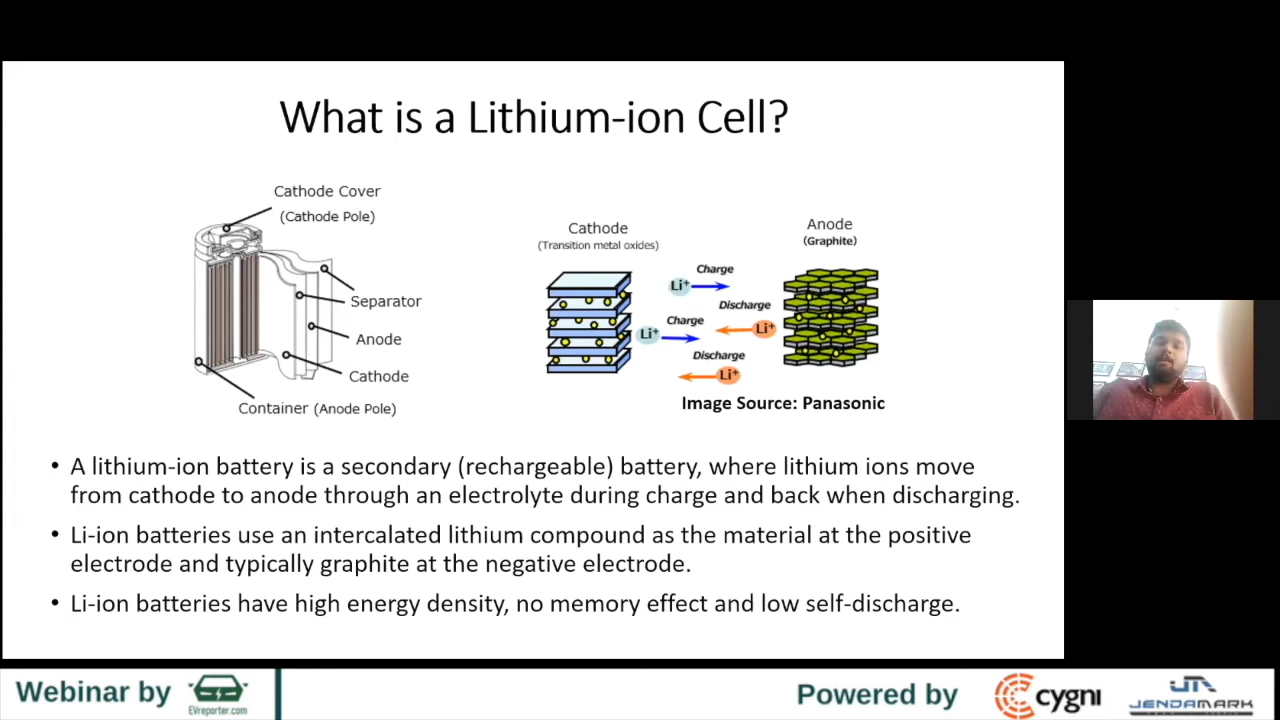 What is a Lithium-ion Cell?
Cathode Cover
(Cathode Pole)
Separator
Anode
Cathode
Container (Anode Pole)
Cathode
(Transition metal oxides)
Anode
(Graphite)
Charge
Li+
Discharge
Li+
Charge
Li+
Discharge
Li+
Image Source: Panasonic
• A lithium-ion battery is a secondary (rechargeable) battery, where lithium ions move
from cathode to anode through an electrolyte during charge and back when discharging.
• Li-ion batteries use an intercalated lithium compound as the material at the positive
electrode and typically graphite at the negative electrode.
• Li-ion batteries have high energy density, no memory effect and low self-discharge.
Webinar by
EVreporter.com
Powered by
cygni
JENDAMARK